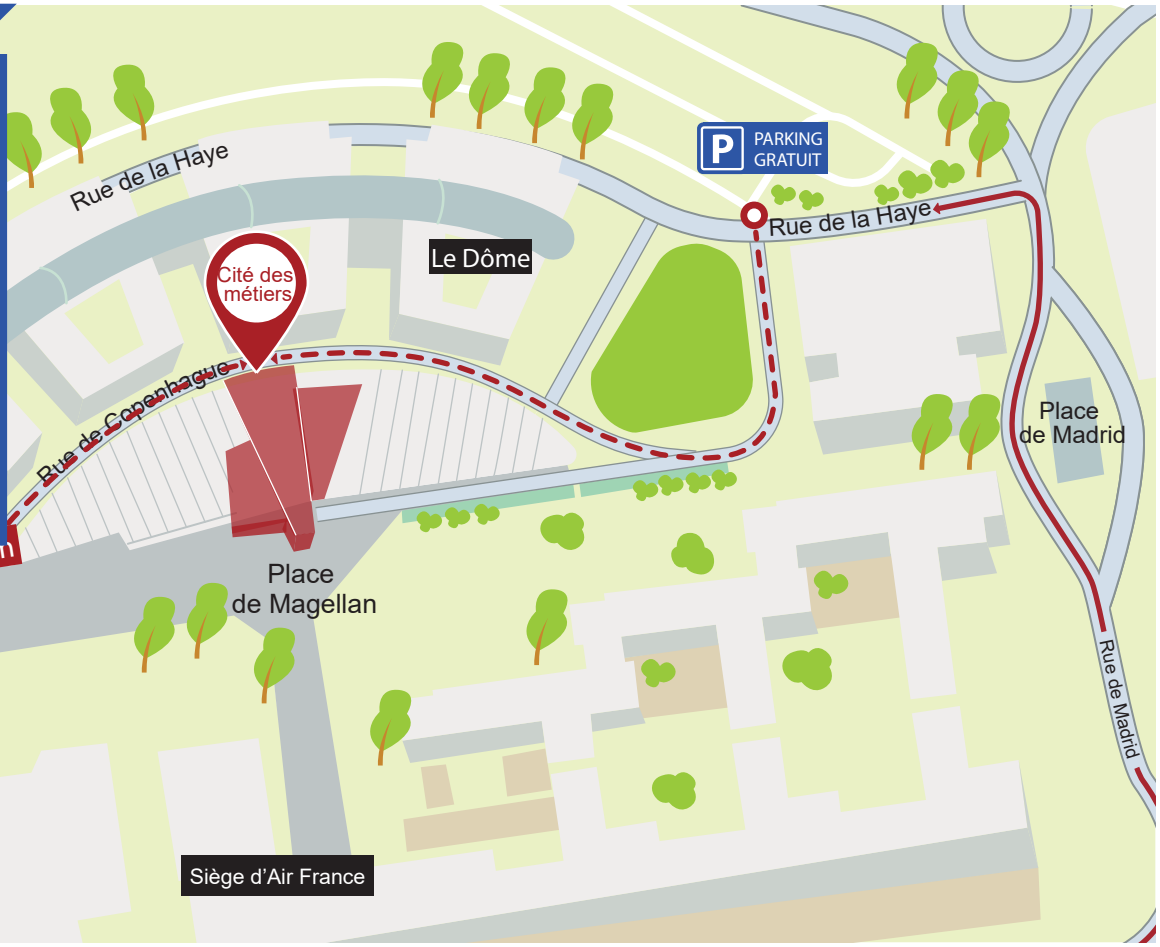 Rue de la Haye
P
PARKING
GRATUIT
Rue de la Haye
Le Dôme
Cité des
métiers
Rue de Copenhague
Place
de Madrid
n
Place
de Magellan
Rue de Madrid
Siège d'Air France